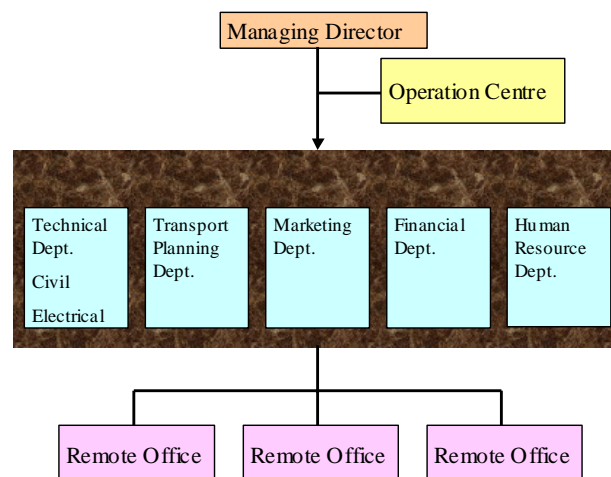 Managing Director
Operation Centre
Technical
Dept.
Civil
Electrical
Transport
Planning
Dept.
Marketing
Dept.
Financial
Dept.
Human
Resource
Dept.
Remote Office
Remote Office
Remote Office